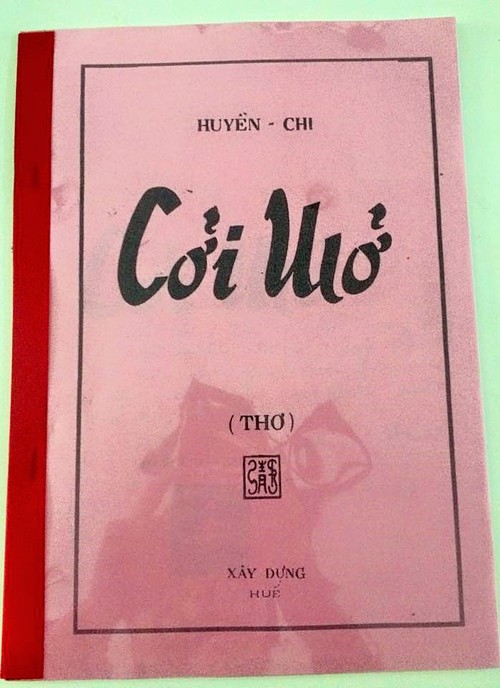 HUYỀN - CHI
Cởi Mở
(THƠ)
XÂY DỰNG
HUẾ